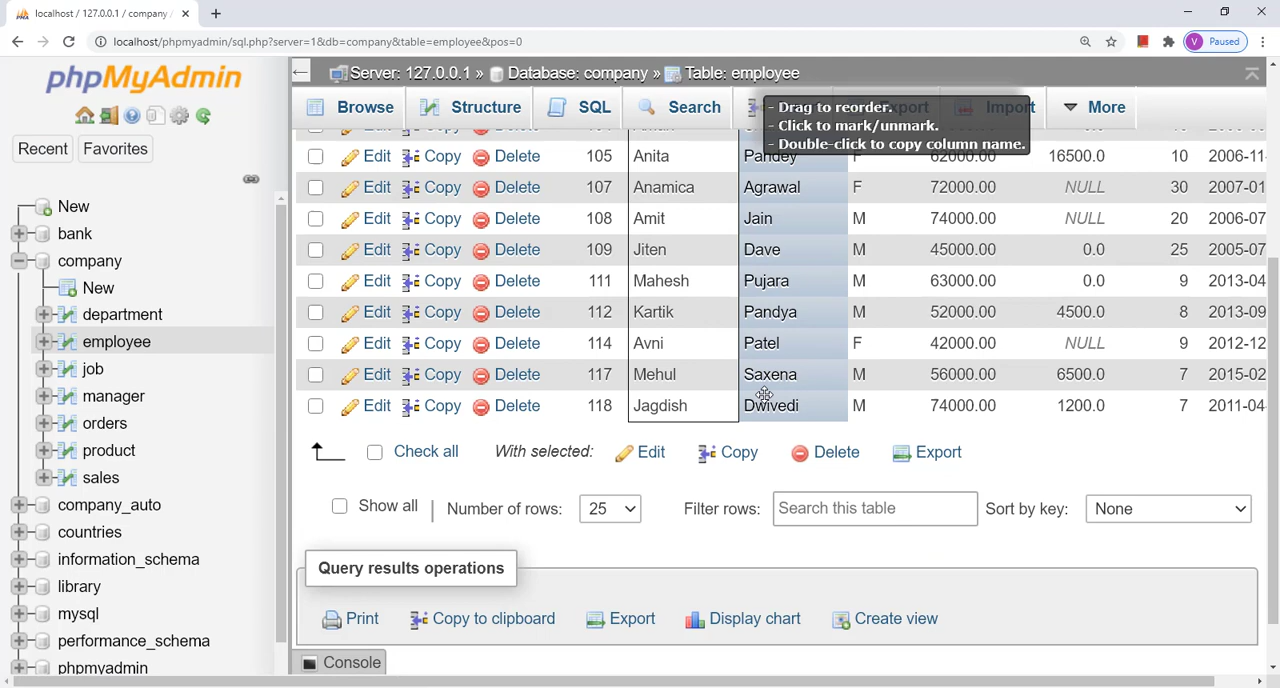 localhost / 127.0.0.1 / company /
localhost/phpmyadmin/sql.php?server=1&db=company&table=employee&pos=0
V Paused
phpMyAdmin
Recent Favorites
New
bank
company
New
department
employee
job
manager
orders
product
sales
company_auto
countries
information_schema
library
mysql
performance_schema
phpmyadmin
Server: 127.0.0.1 » Database: company » Table: employee
Browse Structure SQL Search Export Import More
- Drag to reorder.
- Click to mark/unmark.
- Double-click to copy column name.
Edit Copy Delete 105 Anita Pandey F 62000.00 16500.0 10 2006-11
Edit Copy Delete 107 Anamica Agrawal F 72000.00 NULL 30 2007-01
Edit Copy Delete 108 Amit Jain M 74000.00 NULL 20 2006-07
Edit Copy Delete 109 Jiten Dave M 45000.00 0.0 25 2005-07
Edit Copy Delete 111 Mahesh Pujara M 63000.00 0.0 9 2013-04
Edit Copy Delete 112 Kartik Pandya M 52000.00 4500.0 8 2013-09
Edit Copy Delete 114 Avni Patel F 42000.00 NULL 9 2012-12
Edit Copy Delete 117 Mehul Saxena M 56000.00 6500.0 7 2015-02
Edit Copy Delete 118 Jagdish Dwivedi M 74000.00 1200.0 7 2011-04
Check all With selected: Edit Copy Delete Export
Show all Number of rows: 25 Filter rows: Search this table Sort by key: None
Query results operations
Print Copy to clipboard Export Display chart Create view
Console